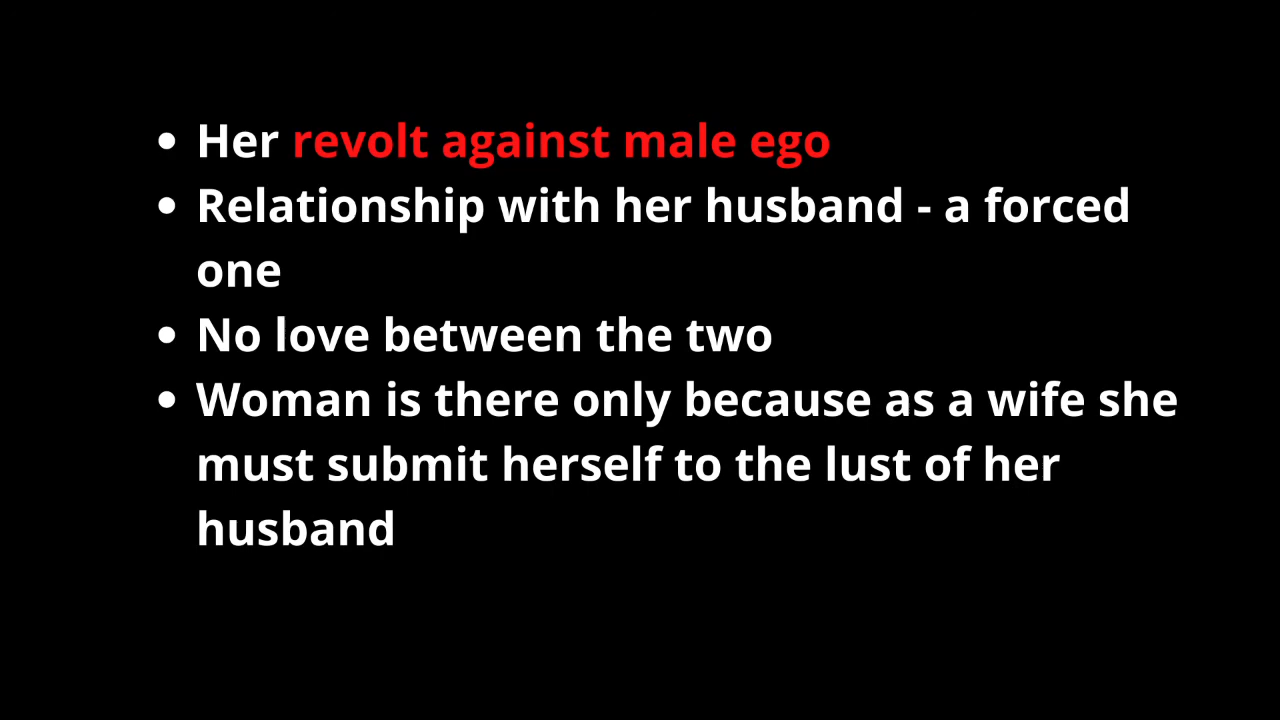 • Her revolt against male ego
• Relationship with her husband - a forced
one
• No love between the two
• Woman is there only because as a wife she
must submit herself to the lust of her
husband